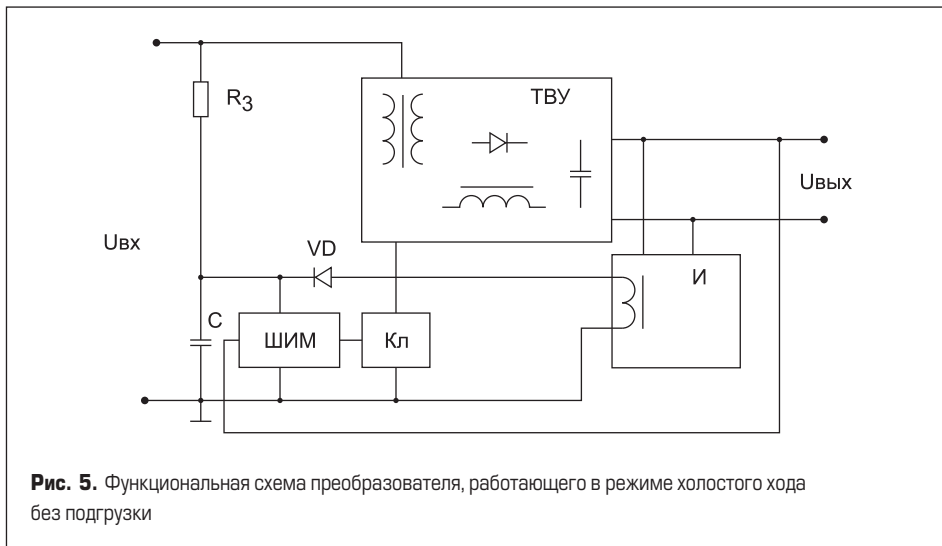 ТВУ
R3
Uвых
Uвх
VD
И
C
ШИМ
Кл
Рис. 5. Функциональная схема преобразователя, работающего в режиме холостого хода
без подгрузки